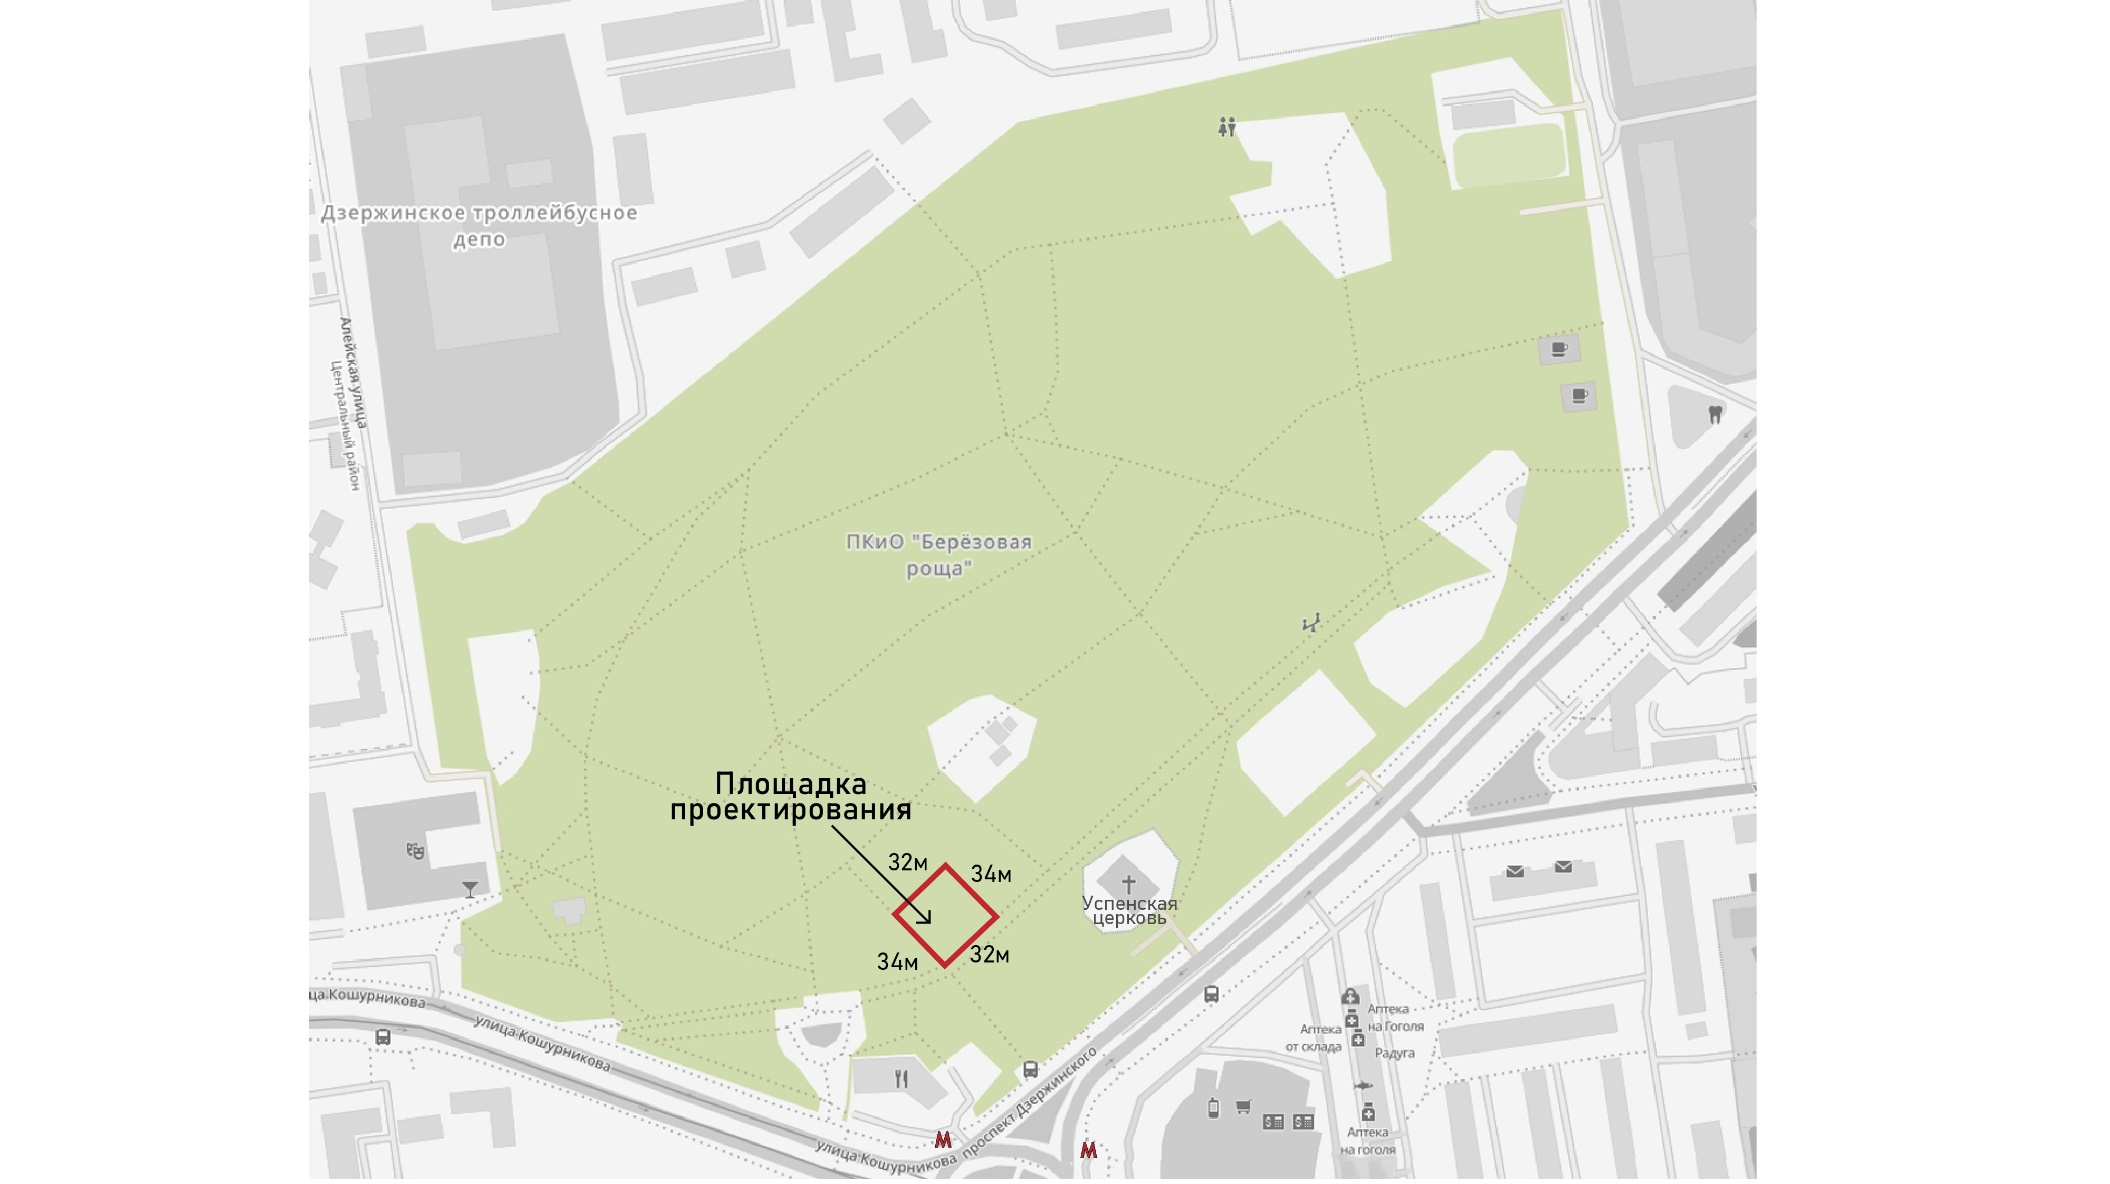 Дзержинское троллейбусное
депо
Алейская улица
Центральный район
ПКиО "Берёзовая
роща"
Площадка
проектирования
32м
34м
34м
32м
Успенская
церковь
ца Кошурникова
улица Кошурникова
улица Кошурникова
проспект Дзержинского
Аптека
на Гоголя
Аптека
от склада
Радуга
Аптека
на гоголя
М
М